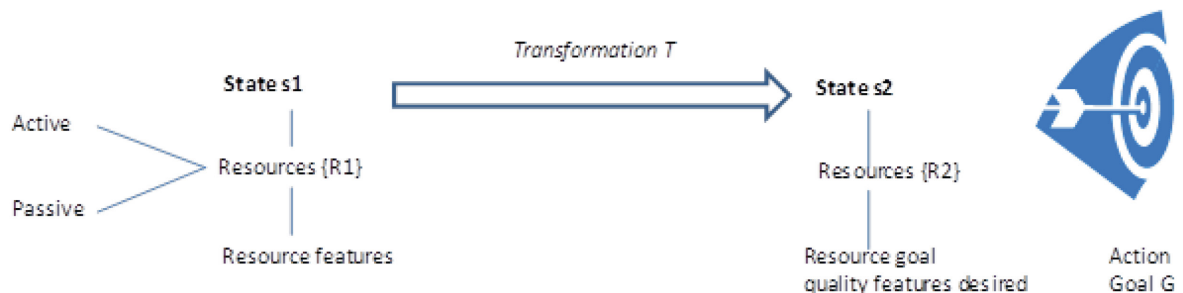 Transformation T
State s1
State s2
Active
Resources {R1}
Resources {R2}
Passive
Resource features
Resource goal
quality features desired
Action
Goal G